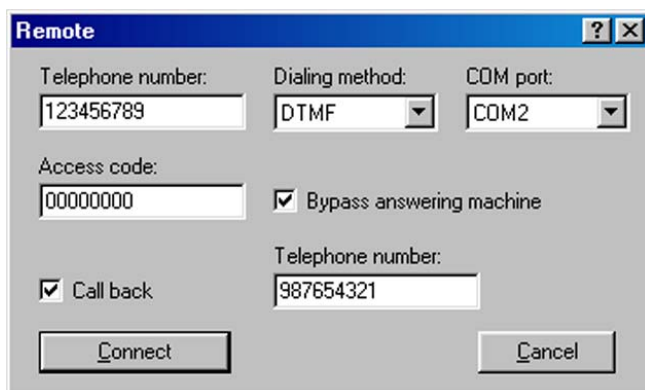 Remote
Telephone number:
Dialing method:
COM port:
123456789
DTMF
COM2
Access code:
00000000
Bypass answering machine
Telephone number:
Call back
987654321
Connect
Cancel